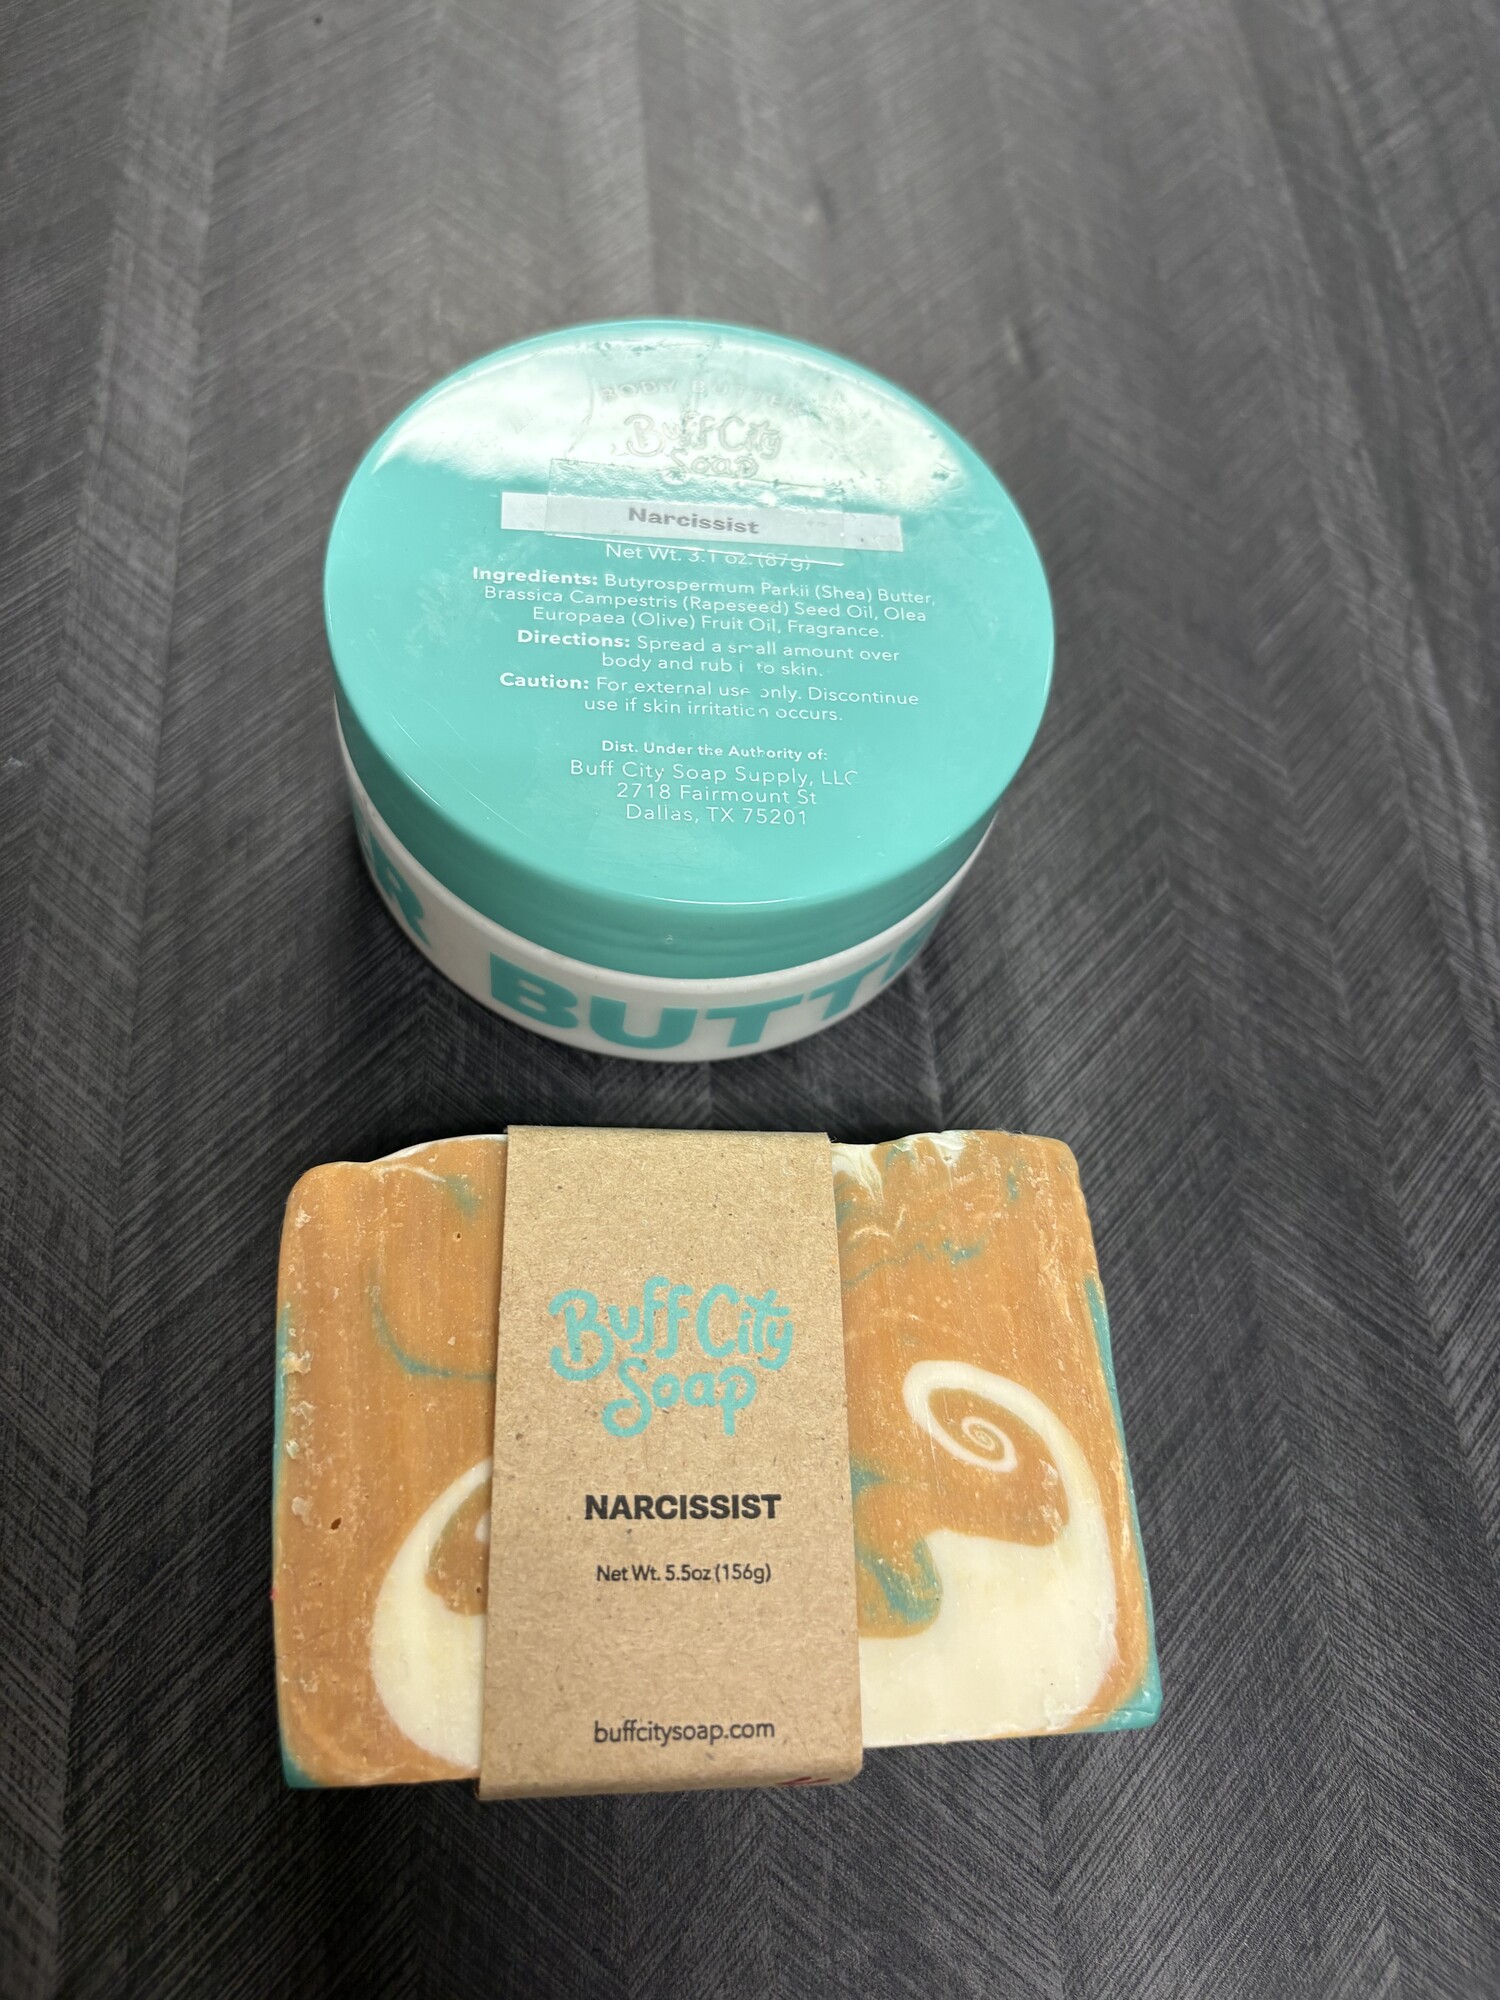 BODY BUTTER
Buff City
Soap
Narcissist
Net Wt. 3.1 oz. (87g)
Ingredients: Butyrospermum Parkii (Shea) Butter,
Brassica Campestris (Rapeseed) Seed Oil, Olea
Europaea (Olive) Fruit Oil, Fragrance.
Directions: Spread a small amount over
body and rub into skin.
Caution: For external use only. Discontinue
use if skin irritation occurs.
Dist. Under the Authority of:
Buff City Soap Supply, LLC
2718 Fairmount St
Dallas, TX 75201
BUTT
Buff City
Soap
NARCISSIST
Net Wt. 5.5oz (156g)
buffcitysoap.com